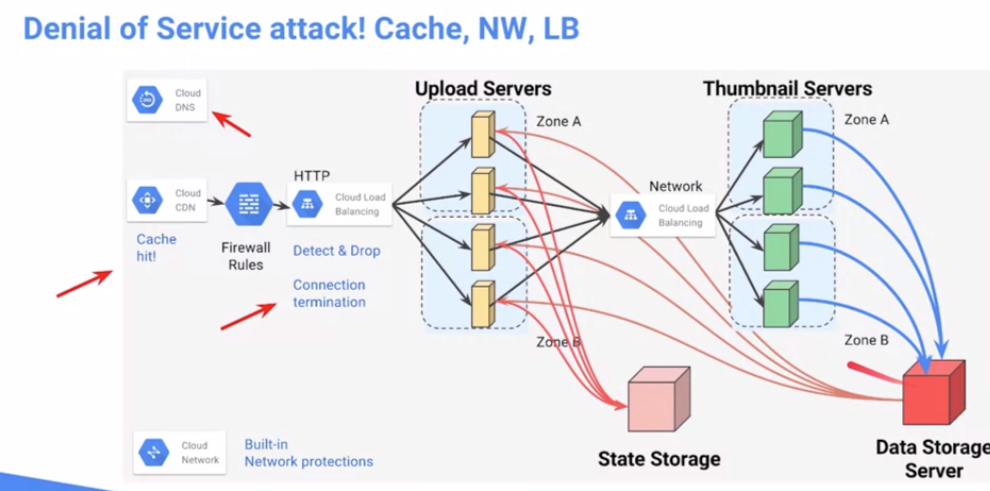 Denial of Service attack! Cache, NW, LB
Upload Servers
Thumbnail Servers
Cloud
DNS
Zone A
Zone A
HTTP
Network
Cloud
CDN
Cloud Load
Balancing
Cloud Load
Balancing
Cache
hit!
Firewall
Rules
Detect & Drop
Connection
termination
Zone B
Zone B
State Storage
Data Storage
Server
Cloud
Network
Built-in
Network protections